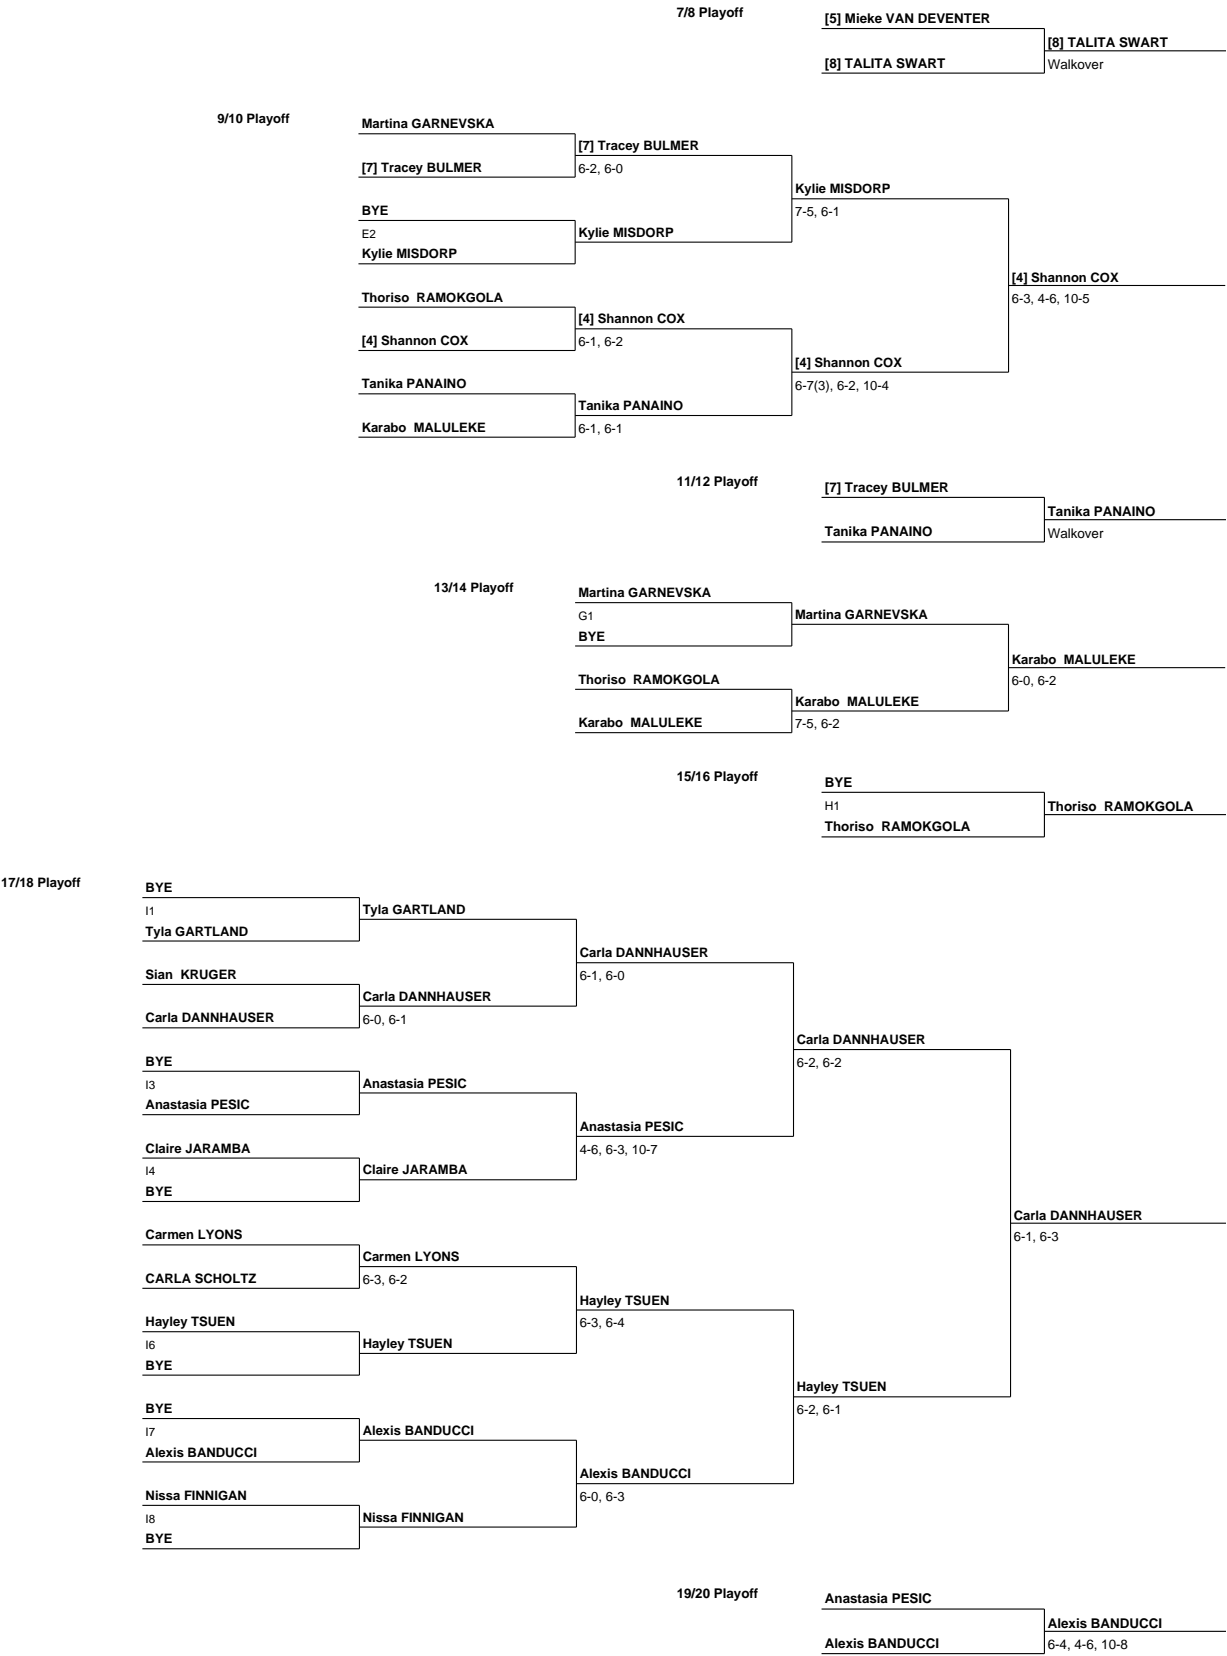 7/8 Playoff
[5] Mieke VAN DEVENTER
[8] TALITA SWART
[8] TALITA SWART
Walkover
9/10 Playoff
Martina GARNEVSKA
[7] Tracey BULMER
[7] Tracey BULMER
6-2, 6-0
Kylie MISDORP
7-5, 6-1
BYE
E2
Kylie MISDORP
Kylie MISDORP
[4] Shannon COX
6-3, 4-6, 10-5
Thoriso RAMOKGOLA
[4] Shannon COX
[4] Shannon COX
6-1, 6-2
[4] Shannon COX
6-7(3), 6-2, 10-4
Tanika PANAINO
Tanika PANAINO
Karabo MALULEKE
6-1, 6-1
11/12 Playoff
[7] Tracey BULMER
Tanika PANAINO
Tanika PANAINO
Walkover
13/14 Playoff
Martina GARNEVSKA
G1
Martina GARNEVSKA
BYE
Karabo MALULEKE
6-0, 6-2
Thoriso RAMOKGOLA
Karabo MALULEKE
Karabo MALULEKE
7-5, 6-2
15/16 Playoff
BYE
H1
Thoriso RAMOKGOLA
Thoriso RAMOKGOLA
17/18 Playoff
BYE
I1
Tyla GARTLAND
Tyla GARTLAND
Carla DANNHAUSER
6-1, 6-0
Sian KRUGER
Carla DANNHAUSER
Carla DANNHAUSER
6-0, 6-1
Carla DANNHAUSER
6-2, 6-2
BYE
I3
Anastasia PESIC
Anastasia PESIC
Anastasia PESIC
4-6, 6-3, 10-7
Claire JARAMBA
I4
Claire JARAMBA
BYE
Carla DANNHAUSER
6-1, 6-3
Carmen LYONS
Carmen LYONS
CARLA SCHOLTZ
6-3, 6-2
Hayley TSUEN
6-3, 6-4
Hayley TSUEN
I6
Hayley TSUEN
BYE
Hayley TSUEN
6-2, 6-1
BYE
I7
Alexis BANDUCCI
Alexis BANDUCCI
Alexis BANDUCCI
6-0, 6-3
Nissa FINNIGAN
I8
Nissa FINNIGAN
BYE
19/20 Playoff
Anastasia PESIC
Alexis BANDUCCI
Alexis BANDUCCI
6-4, 4-6, 10-8